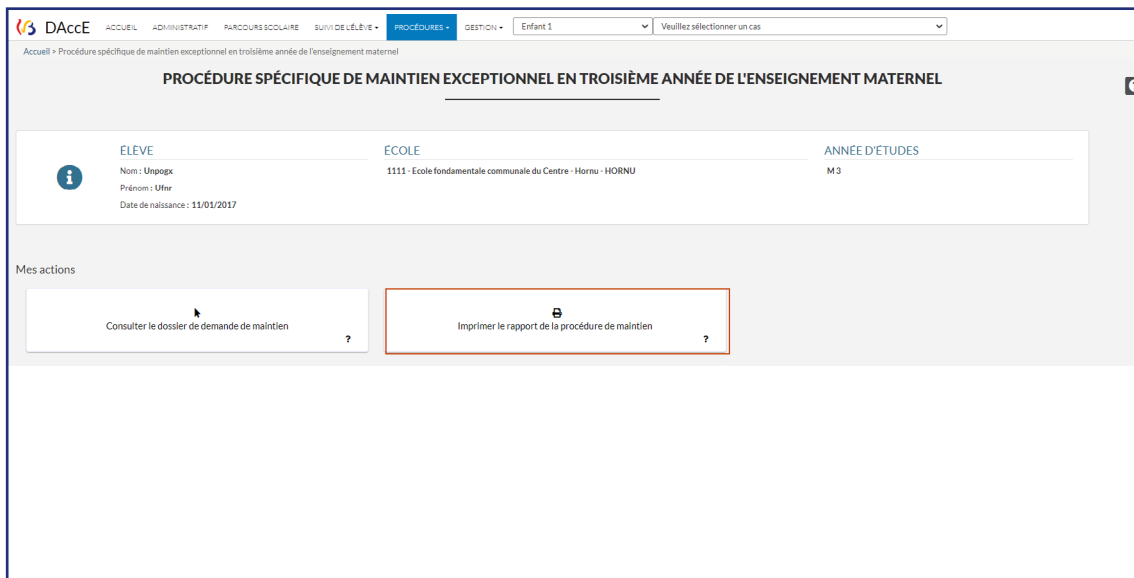 DAccE ACCUEIL ADMINISTRATIF PARCOURS SCOLAIRE SUIVI DE L'ÉLÈVE PROCÉDURES GESTION Enfant 1 Veuillez sélectionner un cas
Accueil > Procédure spécifique de maintien exceptionnel en troisième année de l'enseignement maternel
PROCÉDURE SPÉCIFIQUE DE MAINTIEN EXCEPTIONNEL EN TROISIÈME ANNÉE DE L'ENSEIGNEMENT MATERNEL
ÉLÈVE
Nom : Unpogx
Prénom : Ufnr
Date de naissance : 11/01/2017
ÉCOLE
1111 - Ecole fondamentale communale du Centre - Hornu - HORNU
ANNÉE D'ÉTUDES
M 3
Mes actions
Consulter le dossier de demande de maintien
?
Imprimer le rapport de la procédure de maintien
?